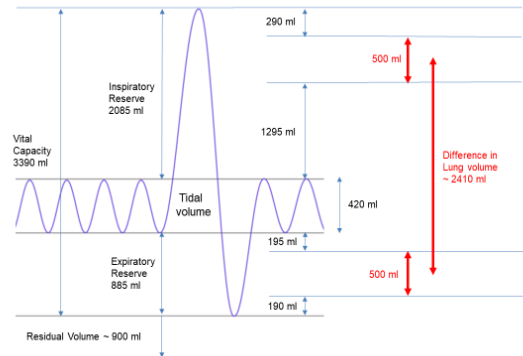 290 ml
500 ml
Inspiratory
Reserve
2085 ml
Vital
Capacity
3390 ml
1295 ml
Difference in
Lung volume
~ 2410 ml
Tidal
volume
420 ml
195 ml
Expiratory
Reserve
885 ml
500 ml
190 ml
Residual Volume ~ 900 ml